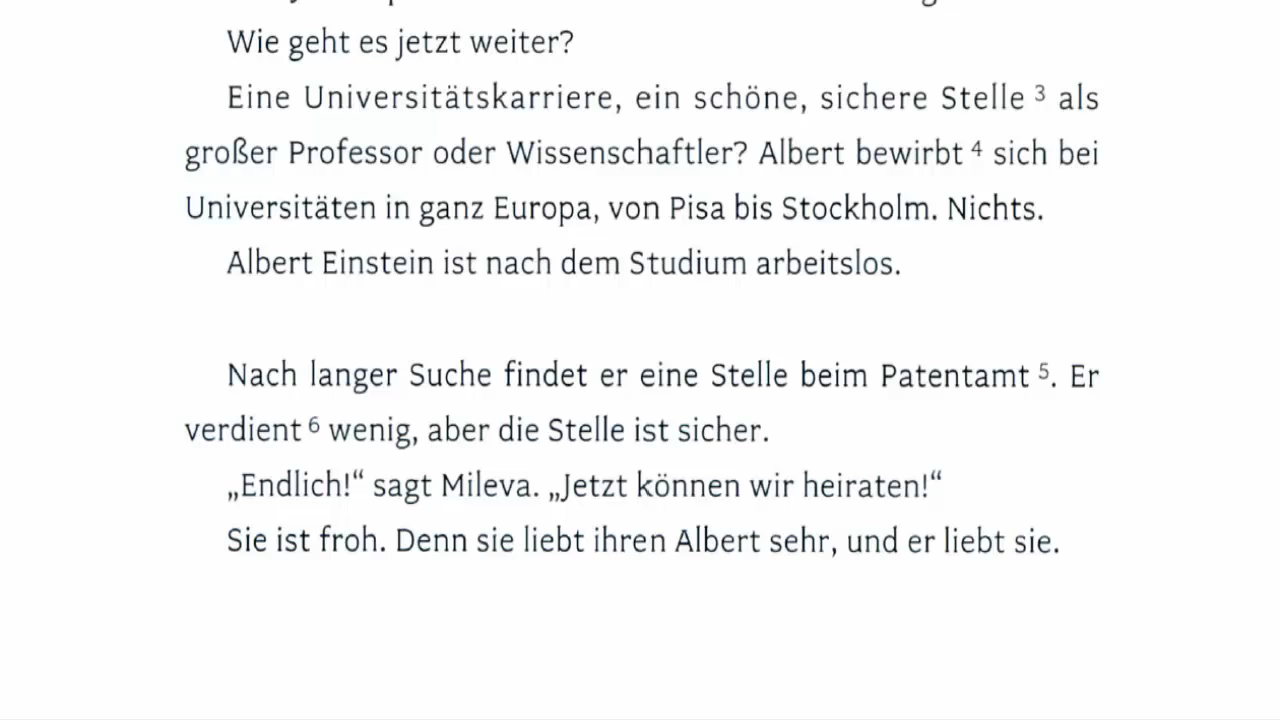 Wie geht es jetzt weiter?
Eine Universitätskarriere, ein schöne, sichere Stelle ³ als
großer Professor oder Wissenschaftler? Albert bewirbt ⁴ sich bei
Universitäten in ganz Europa, von Pisa bis Stockholm. Nichts.
Albert Einstein ist nach dem Studium arbeitslos.
Nach langer Suche findet er eine Stelle beim Patentamt ⁵. Er
verdient ⁶ wenig, aber die Stelle ist sicher.
„Endlich!“ sagt Mileva. „Jetzt können wir heiraten!“
Sie ist froh. Denn sie liebt ihren Albert sehr, und er liebt sie.